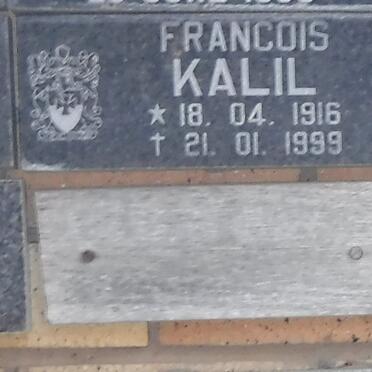 FRANCOIS
KALIL
* 18. 04. 1916
† 21. 01. 1999